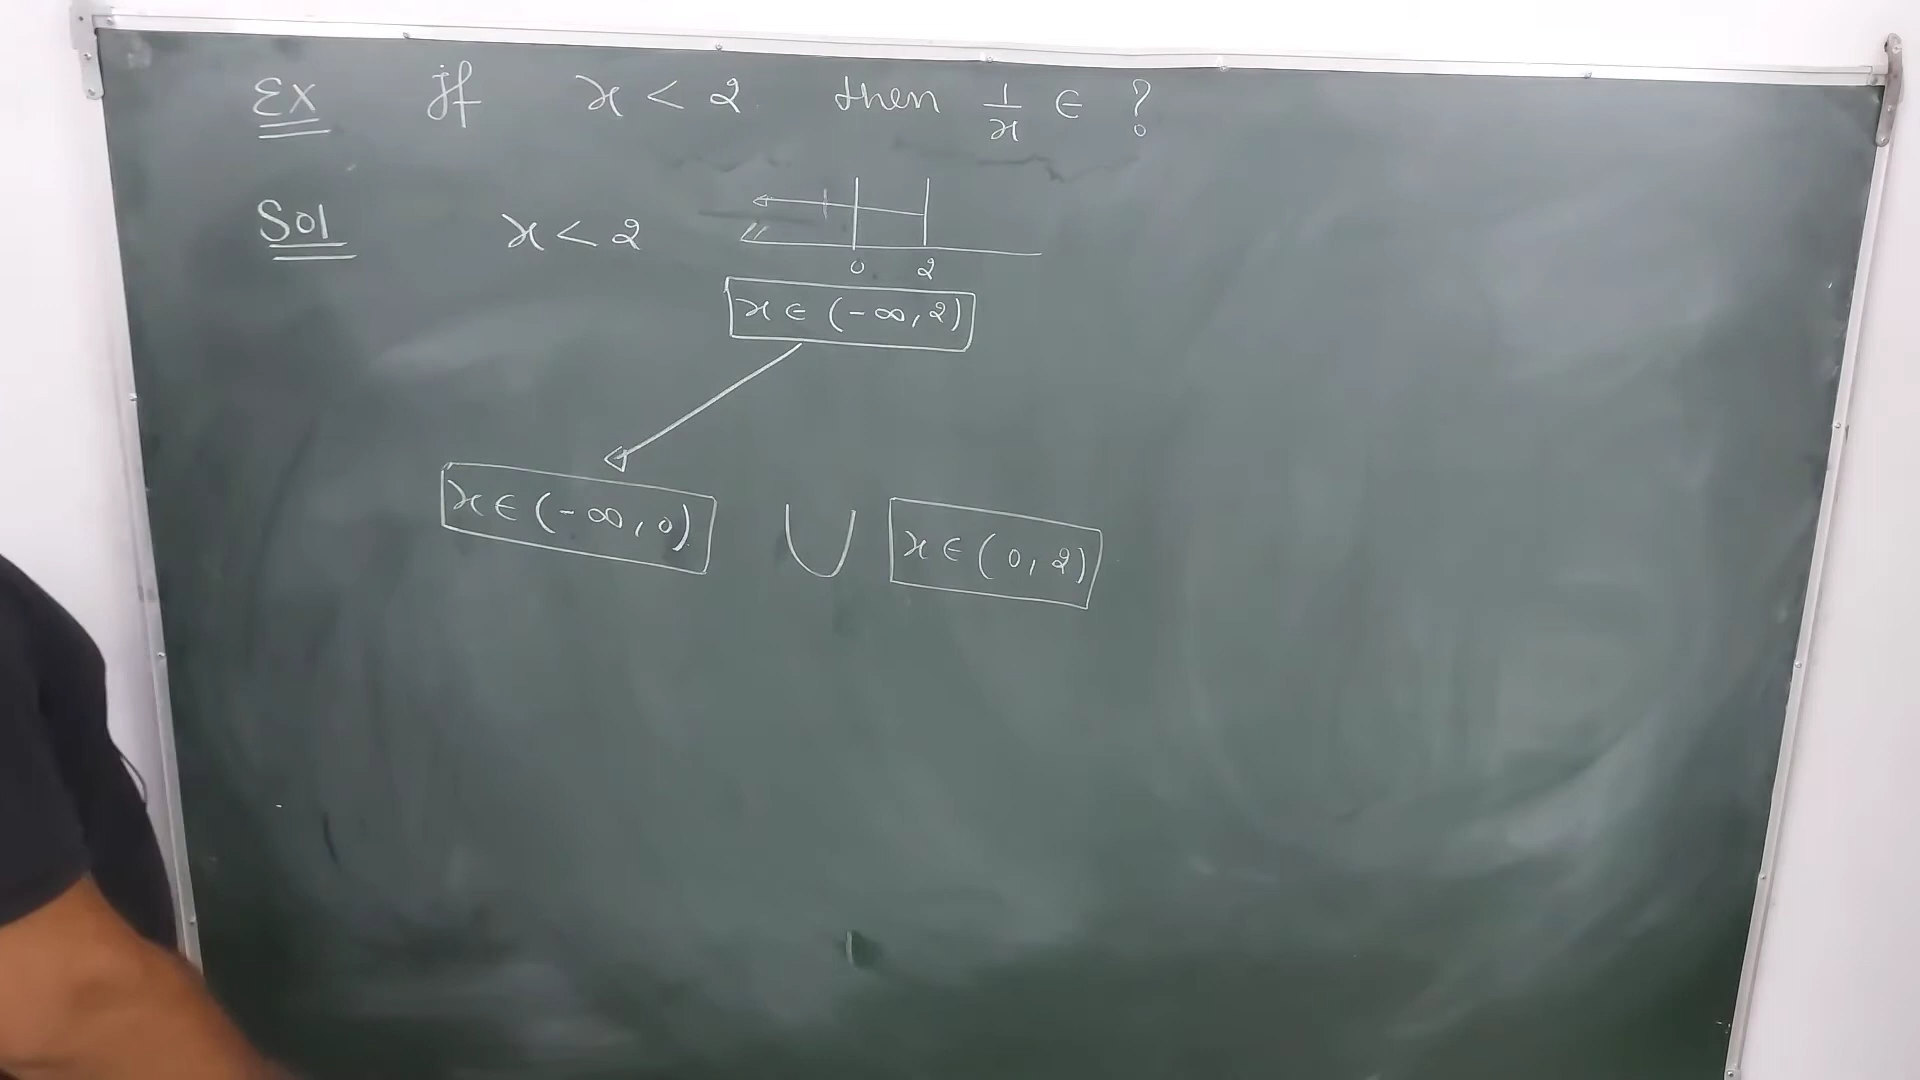 Ex if x < 2 then 1/x ∈ ?
Sol x < 2
0 2
x ∈ (-∞, 2)
x ∈ (-∞, 0) ∪ x ∈ (0, 2)